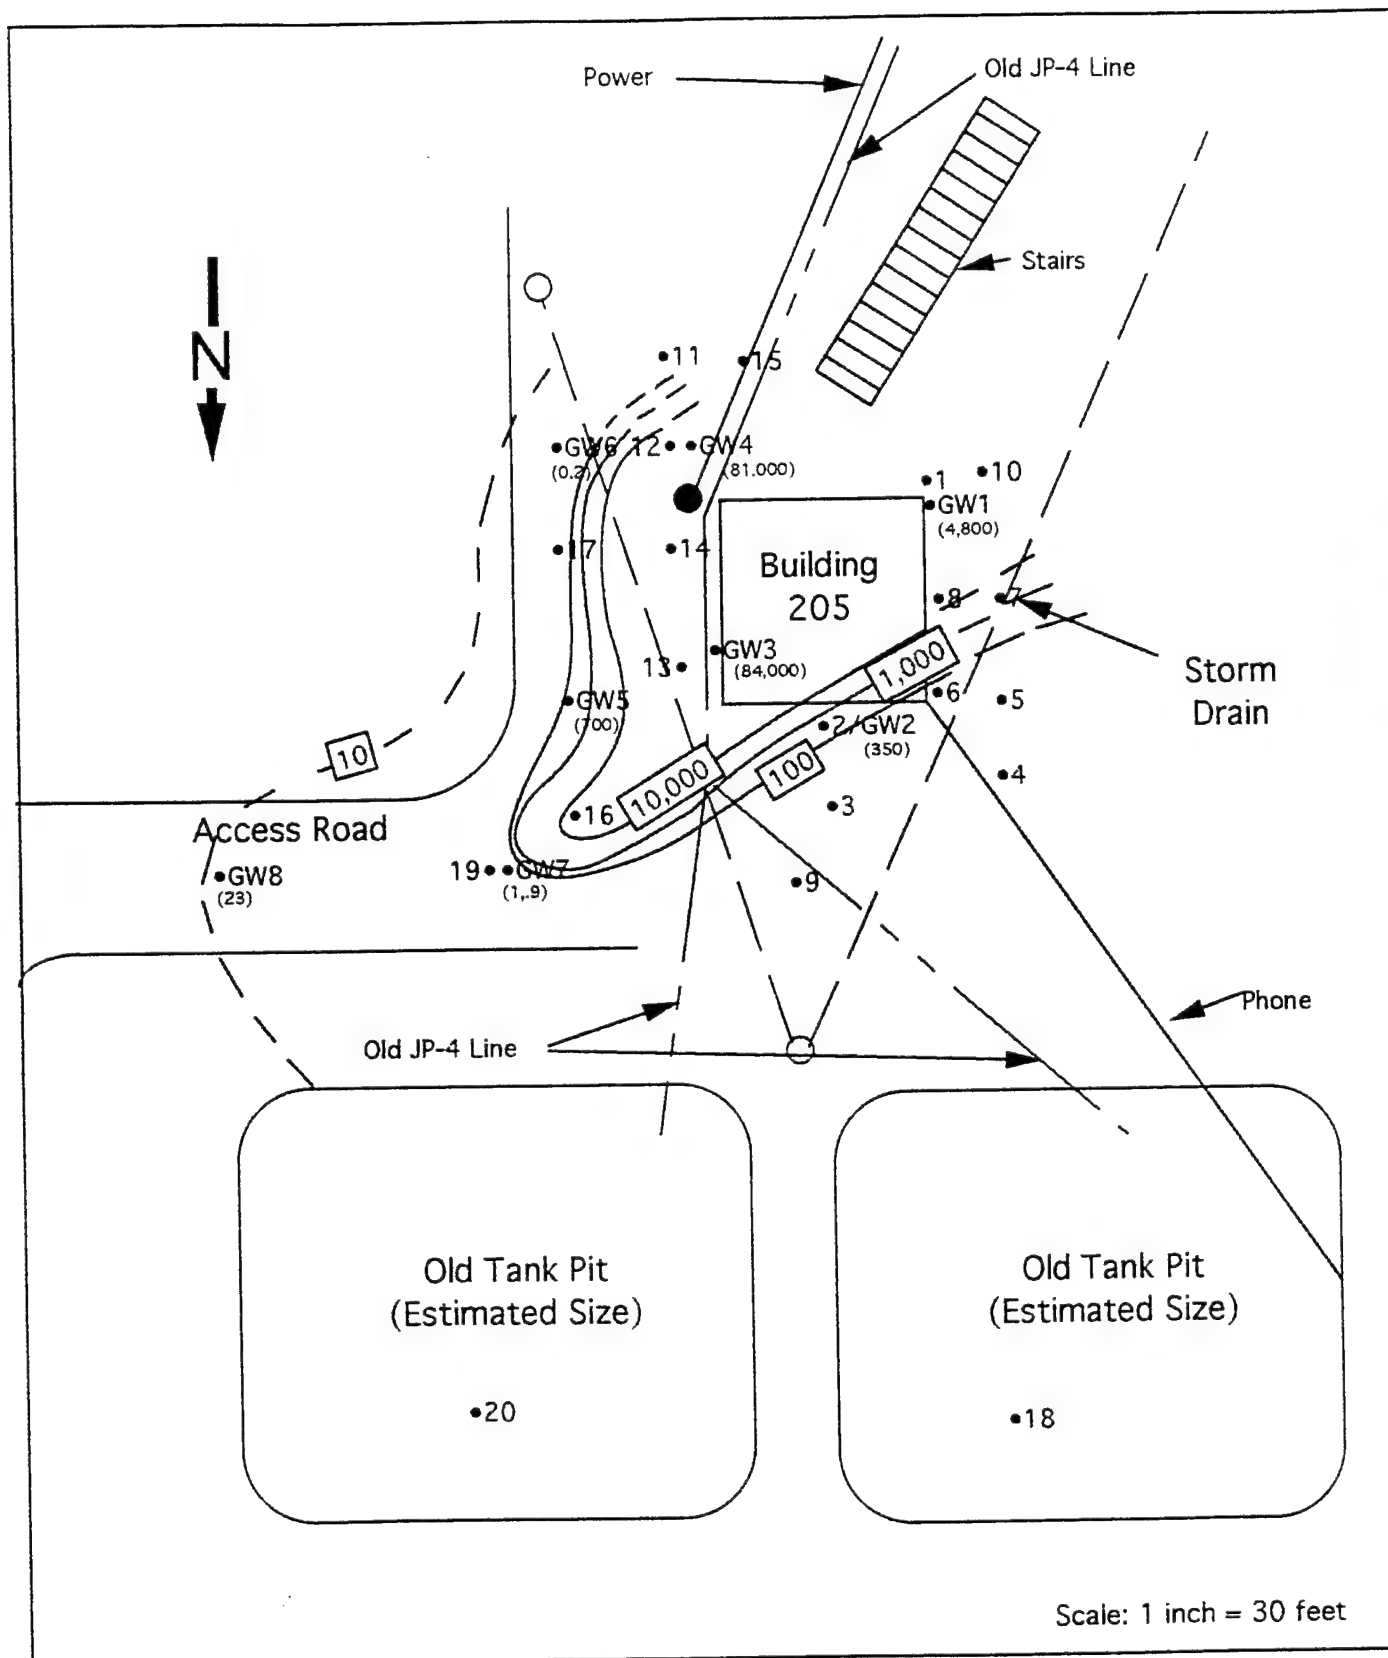 Power
Old JP-4 Line
Stairs
N
11
15
GW6
(0.2)
12
GW4
(81.000)
1
10
GW1
(4,800)
17
14
Building
205
8
7
GW3
(84,000)
13
1,000
6
5
Storm
Drain
GW5
(700)
2/GW2
(350)
10
10,000
100
4
3
16
Access Road
19
GW7
(1,.9)
GW8
(23)
9
Phone
Old JP-4 Line
Old Tank Pit
(Estimated Size)
Old Tank Pit
(Estimated Size)
20
18
Scale: 1 inch = 30 feet